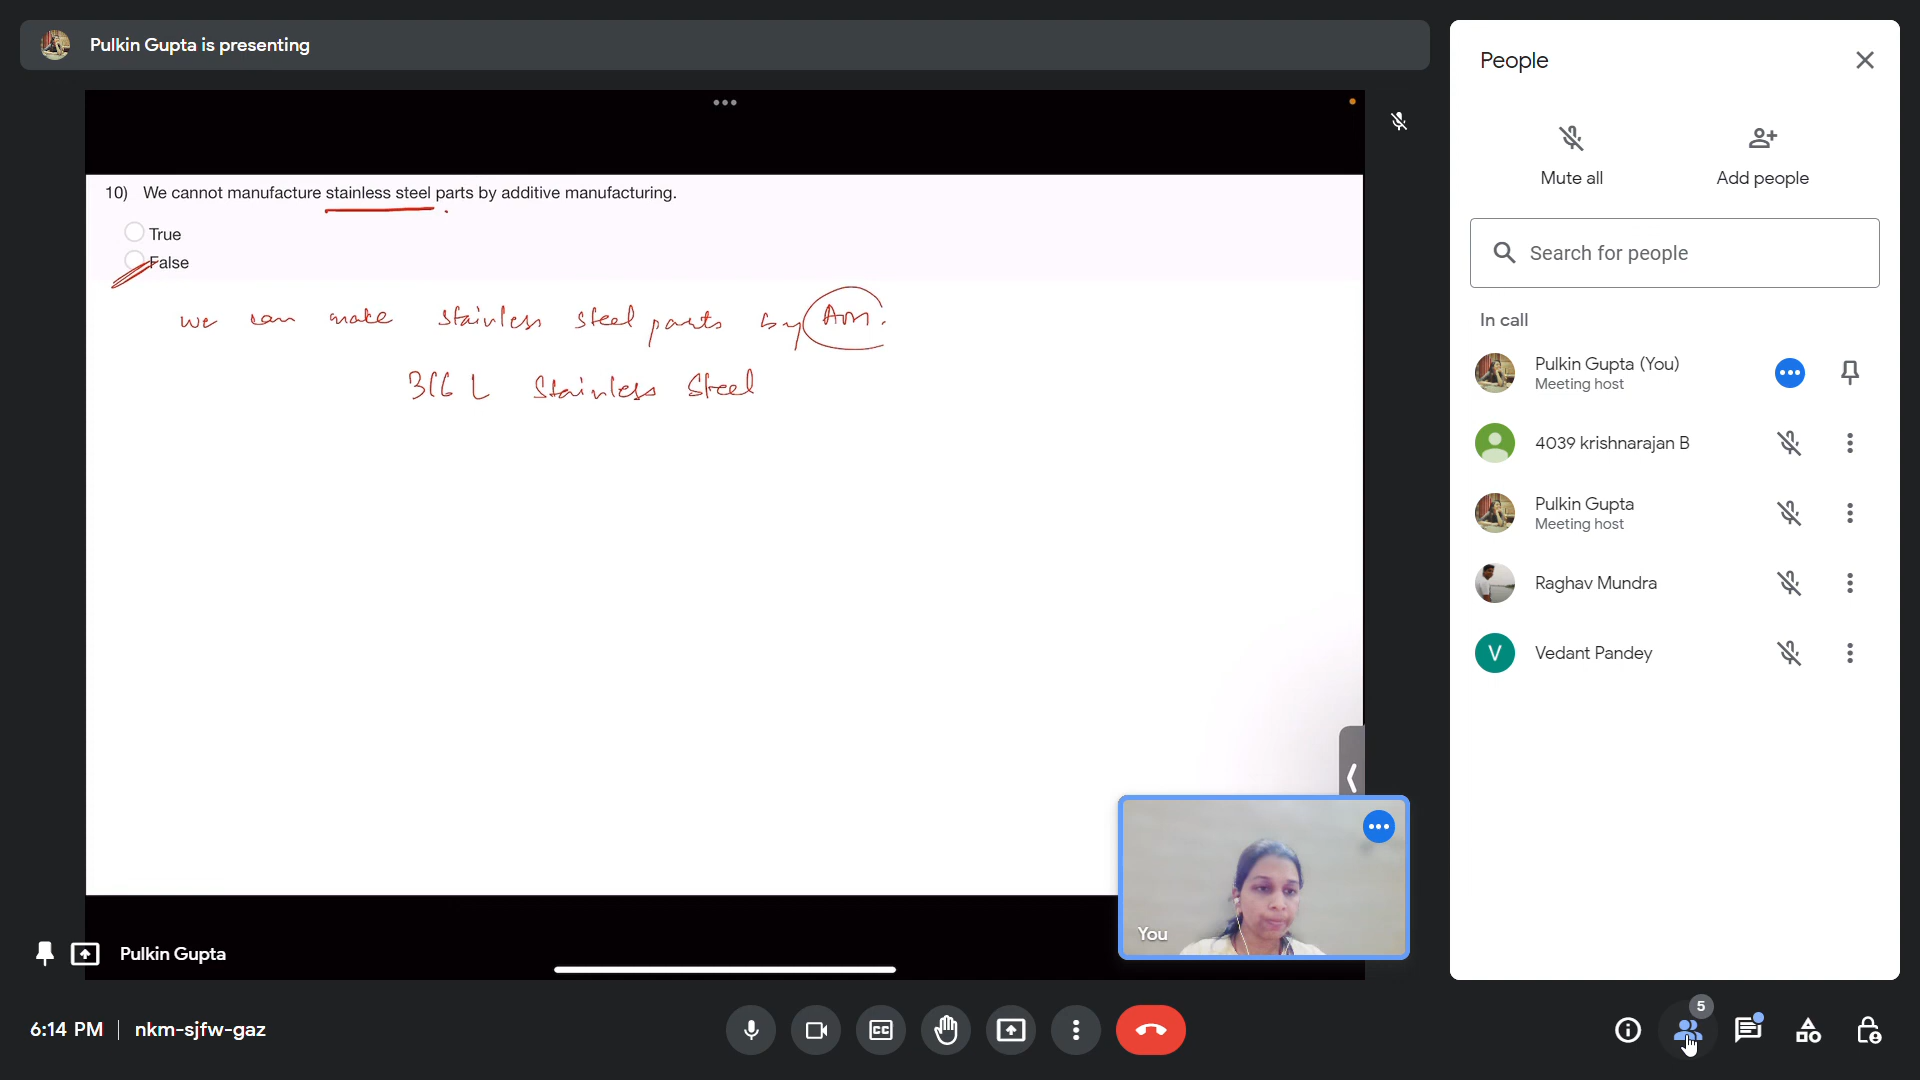 Pulkin Gupta is presenting
10) We cannot manufacture stainless steel parts by additive manufacturing.
True
False
we can make stainless steel parts by Am.
316 L Stainless Steel
You
Pulkin Gupta
6:14 PM | nkm-sjfw-gaz
People
Mute all
Add people
Search for people
In call
Pulkin Gupta (You)
Meeting host
4039 krishnarajan B
Pulkin Gupta
Meeting host
Raghav Mundra
V
Vedant Pandey
5
CC